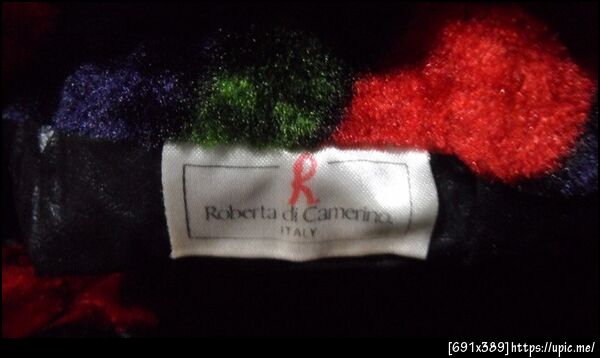 R
Roberta di Camerino
ITALY
[691x389]https://upic.me/